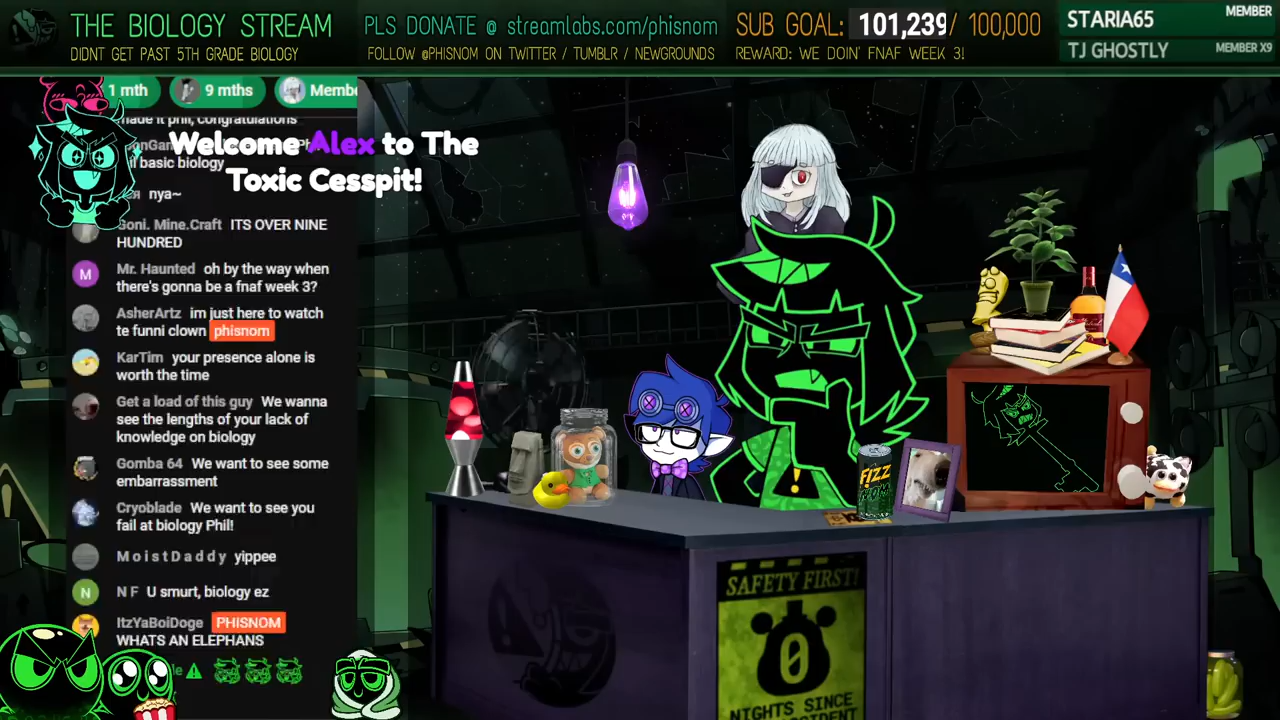 THE BIOLOGY STREAM
DIDNT GET PAST 5TH GRADE BIOLOGY
PLS DONATE @ streamlabs.com/phisnom
FOLLOW @PHISNOM ON TWITTER / TUMBLR / NEWGROUNDS
SUB GOAL: 101,239/ 100,000
REWARD: WE DOIN' FNAF WEEK 3!
STARIA65 MEMBER
TJ GHOSTLY MEMBER X9
1 mth 9 mths Membe
made it phil, congratulations
Welcome Alex to The
Toxic Cesspit!
basic biology
nya~
Soni. Mine.Craft ITS OVER NINE
HUNDRED
M Mr. Haunted oh by the way when
there's gonna be a fnaf week 3?
AsherArtz im just here to watch
te funni clown phisnom
KarTim your presence alone is
worth the time
Get a load of this guy We wanna
see the lengths of your lack of
knowledge on biology
Gomba 64 We want to see some
embarrassment
Cryoblade We want to see you
fail at biology Phil!
M o i s t D a d d y yippee
N N F U smurt, biology ez
ItzYaBoiDoge PHISNOM
WHATS AN ELEPHANS
FIZZ
SAFETY FIRST!
0
NIGHTS SINCE